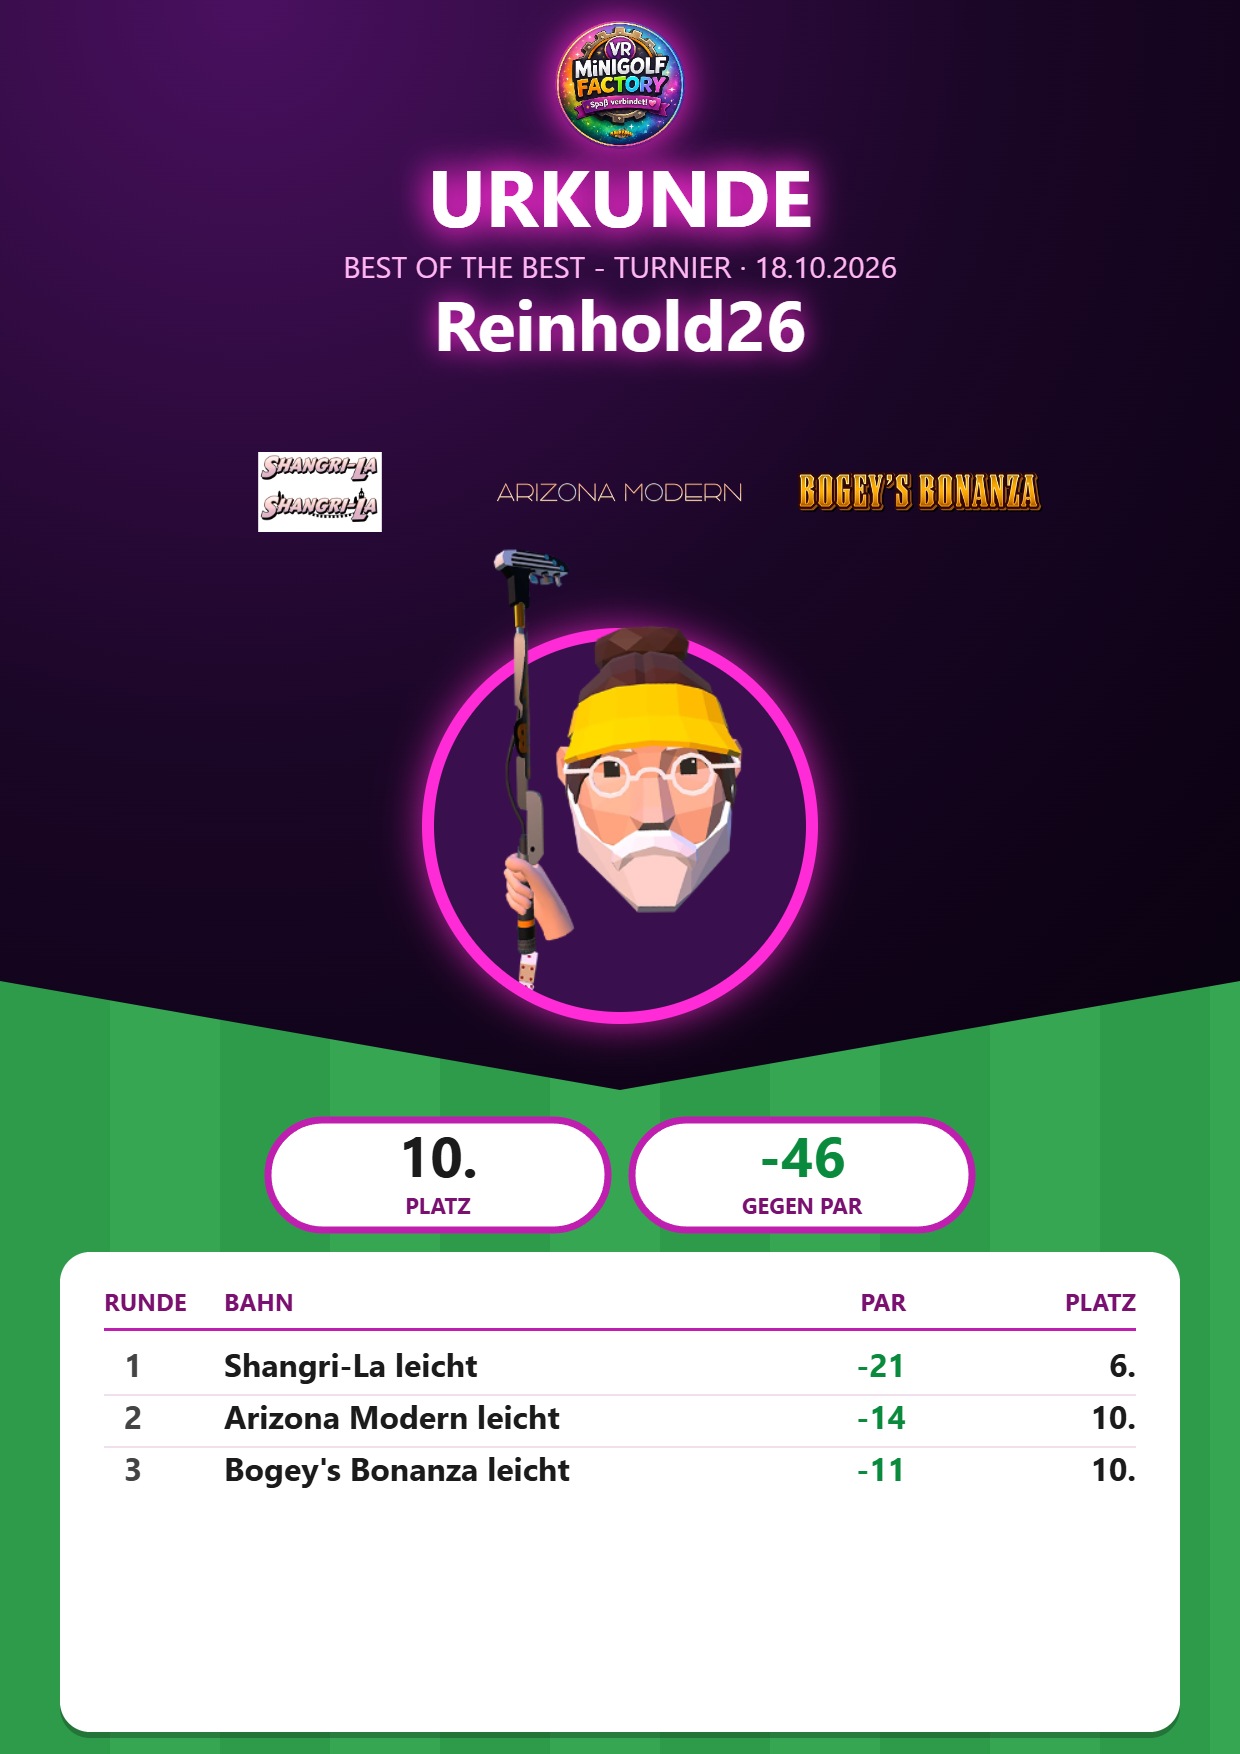 VR
MINIGOLF
FACTORY
Spaß verbindet!
URKUNDE
BEST OF THE BEST - TURNIER · 18.10.2026
Reinhold26
SHANGRI-LA
SHANGRI-LA
ARIZONA MODERN
BOGEY'S BONANZA
10.
PLATZ
-46
GEGEN PAR
RUNDE BAHN PAR PLATZ
1 Shangri-La leicht -21 6.
2 Arizona Modern leicht -14 10.
3 Bogey's Bonanza leicht -11 10.